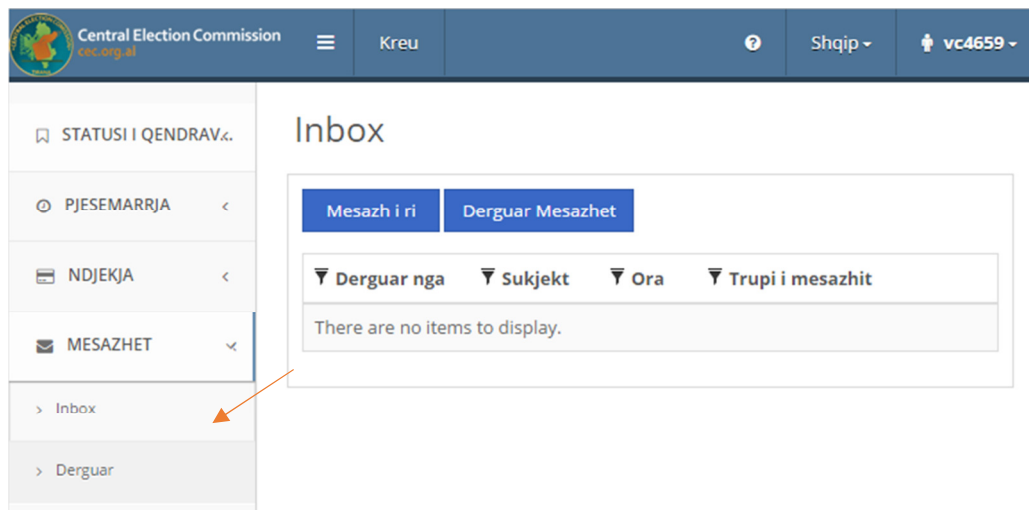 Central Election Commission
cec.org.al
Kreu
Shqip
vc4659
STATUSI I QENDRAV
PJESEMARRJA
NDJEKJA
MESAZHET
Inbox
Derguar
Inbox
Mesazh i ri
Derguar Mesazhet
Derguar nga Sukjekt Ora Trupi i mesazhit
There are no items to display.